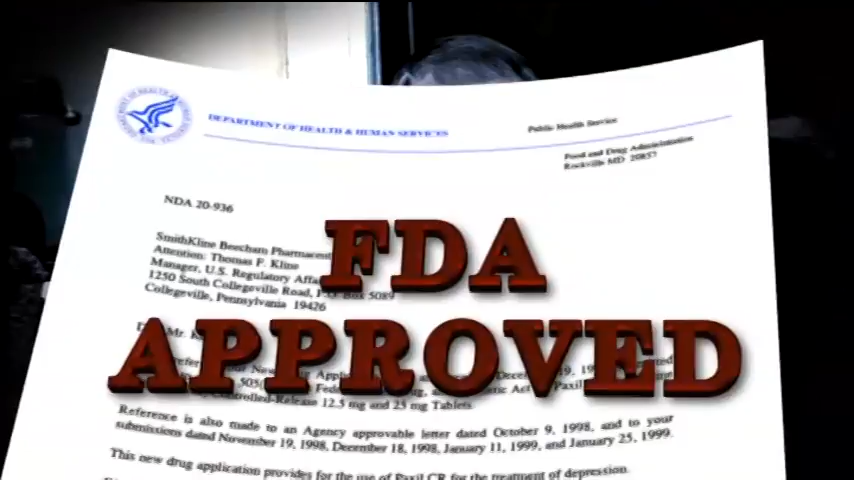 DEPARTMENT OF HEALTH & HUMAN SERVICES
Public Health Service
Food and Drug Administration
Rockville MD 20857
NDA 20-936
SmithKline Beecham Pharmaceut
Attention: Thomas F. Kline
Manager, U.S. Regulatory Affa
1250 South Collegeville Road, P.O. Box 5089
Collegeville, Pennsylvania 19426
FDA
APPROVED
Mr.
Controlled-Release 12.5 mg and 25 mg Tablets.
Reference is also made to an Agency approvable letter dated October 9, 1998, and to your
submissions dated November 19, 1998, December 18, 1998, January 11, 1999, and January 25, 1999.
This new drug application provides for the use of Paxil CR for the treatment of depression.